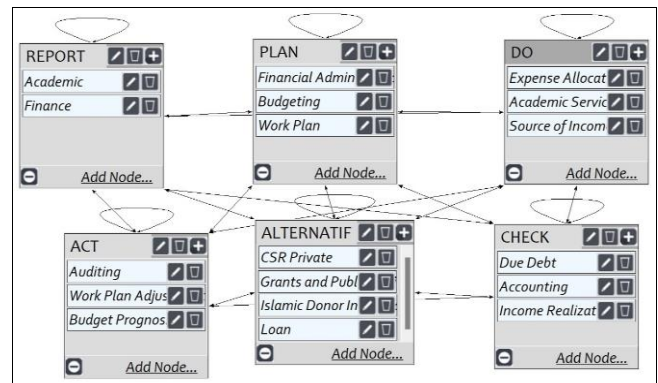 REPORT
Academic
Finance
Add Node...
PLAN
Financial Admin
Budgeting
Work Plan
Add Node...
DO
Expense Allocat
Academic Servic
Source of Incom
Add Node...
ACT
Auditing
Work Plan Adjus
Budget Prognos
Add Node...
ALTERNATIF
CSR Private
Grants and Publ
Islamic Donor In
Loan
Add Node...
CHECK
Due Debt
Accounting
Income Realizat
Add Node...